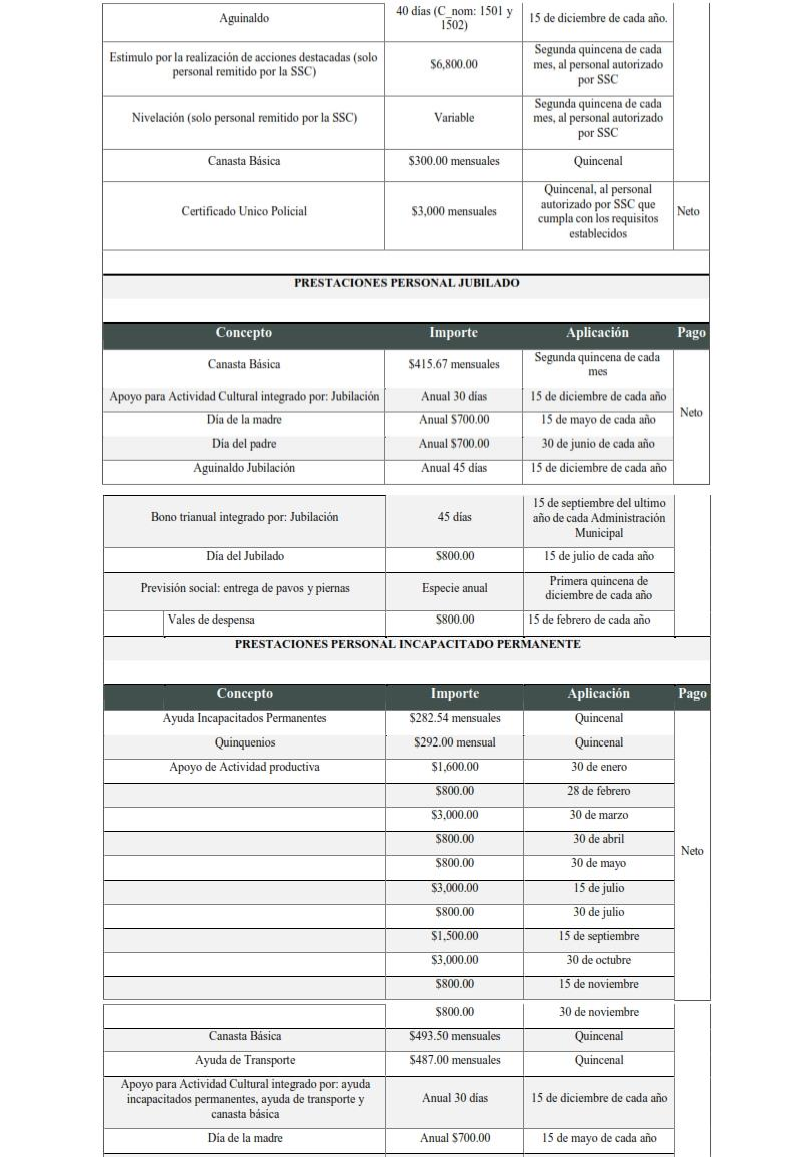 Aguinaldo
40 días (C_nom: 1501 y
1502)
15 de diciembre de cada año.
Estimulo por la realización de acciones destacadas (solo
personal remitido por la SSC)
$6,800.00
Segunda quincena de cada
mes, al personal autorizado
por SSC
Nivelación (solo personal remitido por la SSC)
Variable
Segunda quincena de cada
mes, al personal autorizado
por SSC
Canasta Básica
$300.00 mensuales
Quincenal
Certificado Unico Policial
$3,000 mensuales
Quincenal, al personal
autorizado por SSC que
cumpla con los requisitos
establecidos
Neto
PRESTACIONES PERSONAL JUBILADO
Concepto Importe Aplicación Pago
Canasta Básica
$415.67 mensuales
Segunda quincena de cada
mes
Apoyo para Actividad Cultural integrado por: Jubilación Anual 30 días 15 de diciembre de cada año
Neto
Día de la madre Anual $700.00 15 de mayo de cada año
Día del padre Anual $700.00 30 de junio de cada año
Aguinaldo Jubilación Anual 45 días 15 de diciembre de cada año
Bono trianual integrado por: Jubilación
45 días
15 de septiembre del ultimo
año de cada Administración
Municipal
Día del Jubilado $800.00 15 de julio de cada año
Previsión social: entrega de pavos y piernas
Especie anual
Primera quincena de
diciembre de cada año
Vales de despensa $800.00 15 de febrero de cada año
PRESTACIONES PERSONAL INCAPACITADO PERMANENTE
Concepto Importe Aplicación Pago
Ayuda Incapacitados Permanentes $282.54 mensuales Quincenal
Quinquenios $292.00 mensual Quincenal
Apoyo de Actividad productiva $1,600.00 30 de enero
$800.00 28 de febrero
$3,000.00 30 de marzo
$800.00 30 de abril
Neto
$800.00 30 de mayo
$3,000.00 15 de julio
$800.00 30 de julio
$1,500.00 15 de septiembre
$3,000.00 30 de octubre
$800.00 15 de noviembre
$800.00 30 de noviembre
Canasta Básica $493.50 mensuales Quincenal
Ayuda de Transporte $487.00 mensuales Quincenal
Apoyo para Actividad Cultural integrado por: ayuda
incapacitados permanentes, ayuda de transporte y
canasta básica
Anual 30 días
15 de diciembre de cada año
Día de la madre Anual $700.00 15 de mayo de cada año